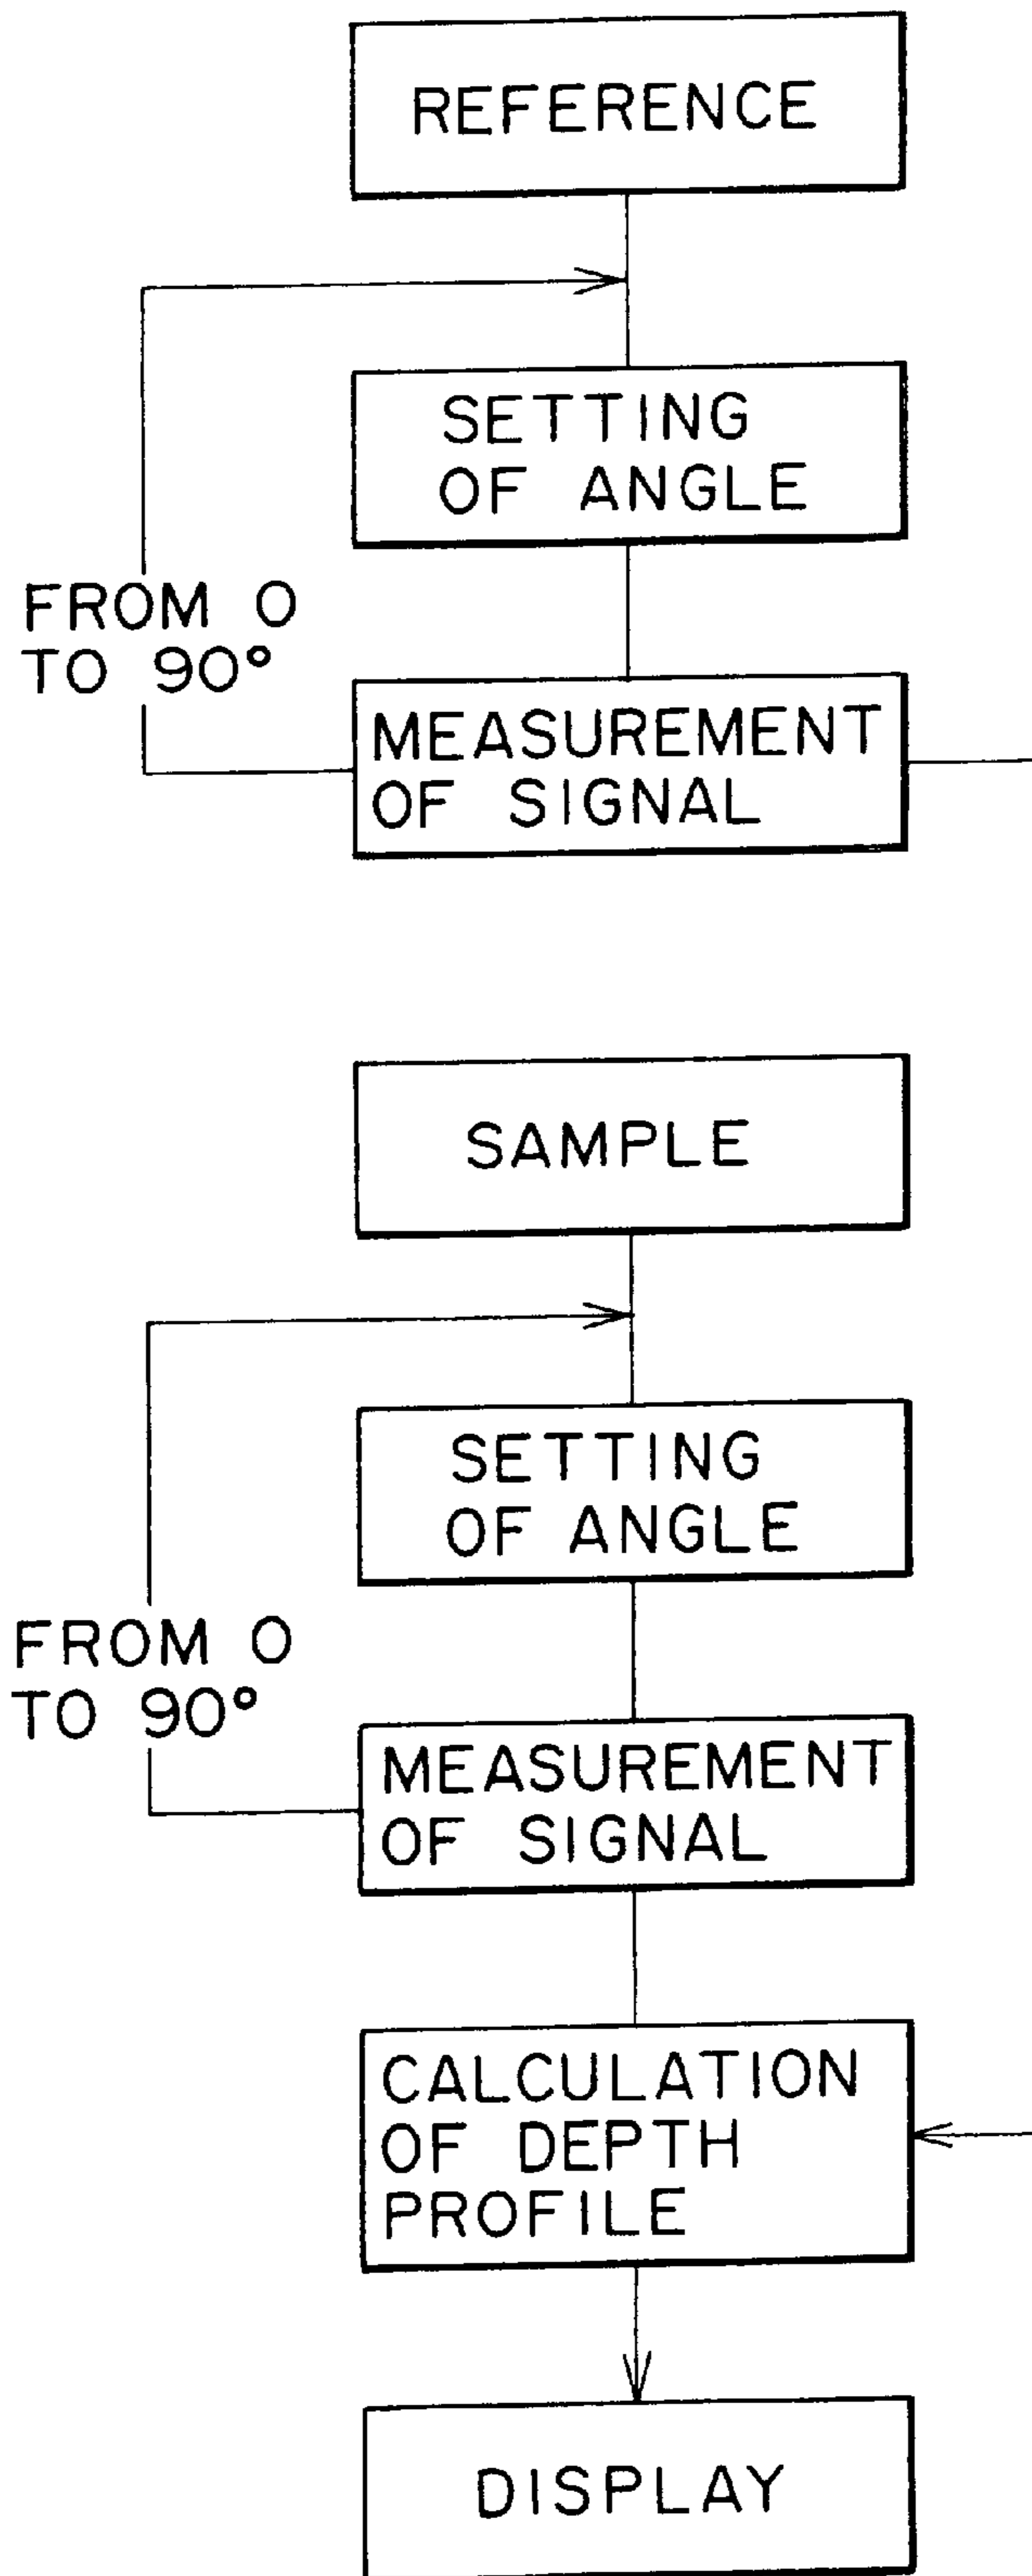 REFERENCE
SETTING
OF ANGLE
FROM 0
TO 90°
MEASUREMENT
OF SIGNAL
SAMPLE
SETTING
OF ANGLE
FROM 0
TO 90°
MEASUREMENT
OF SIGNAL
CALCULATION
OF DEPTH
PROFILE
DISPLAY